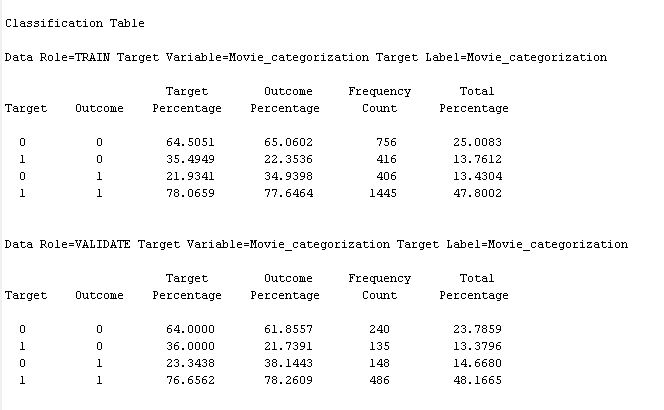 Classification Table
Data Role=TRAIN Target Variable=Movie_categorization Target Label=Movie_categorization
Target Outcome Frequency Total
Target Outcome Percentage Percentage Count Percentage
0 0 64.5051 65.0602 756 25.0083
1 0 35.4949 22.3536 416 13.7612
0 1 21.9341 34.9398 406 13.4304
1 1 78.0659 77.6464 1445 47.8002
Data Role=VALIDATE Target Variable=Movie_categorization Target Label=Movie_categorization
Target Outcome Frequency Total
Target Outcome Percentage Percentage Count Percentage
0 0 64.0000 61.8557 240 23.7859
1 0 36.0000 21.7391 135 13.3796
0 1 23.3438 38.1443 148 14.6680
1 1 76.6562 78.2609 486 48.1665